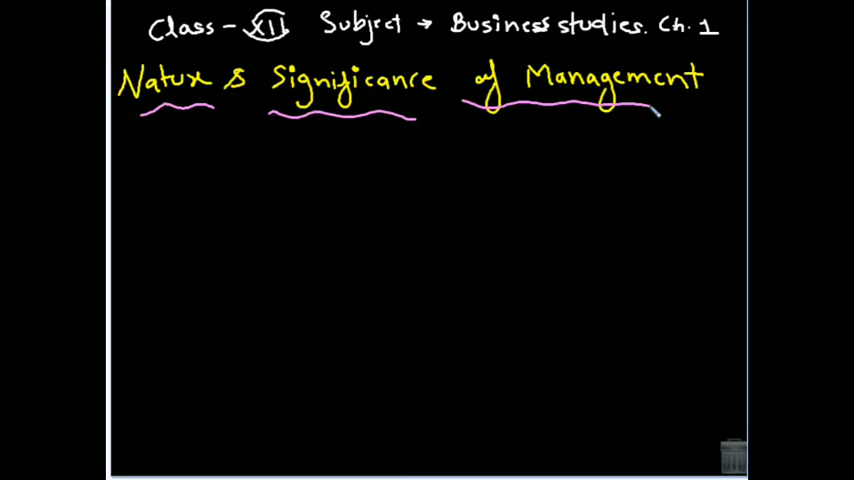 Class - XII Subject → Business studies. Ch. 1
Nature & Significance of Management